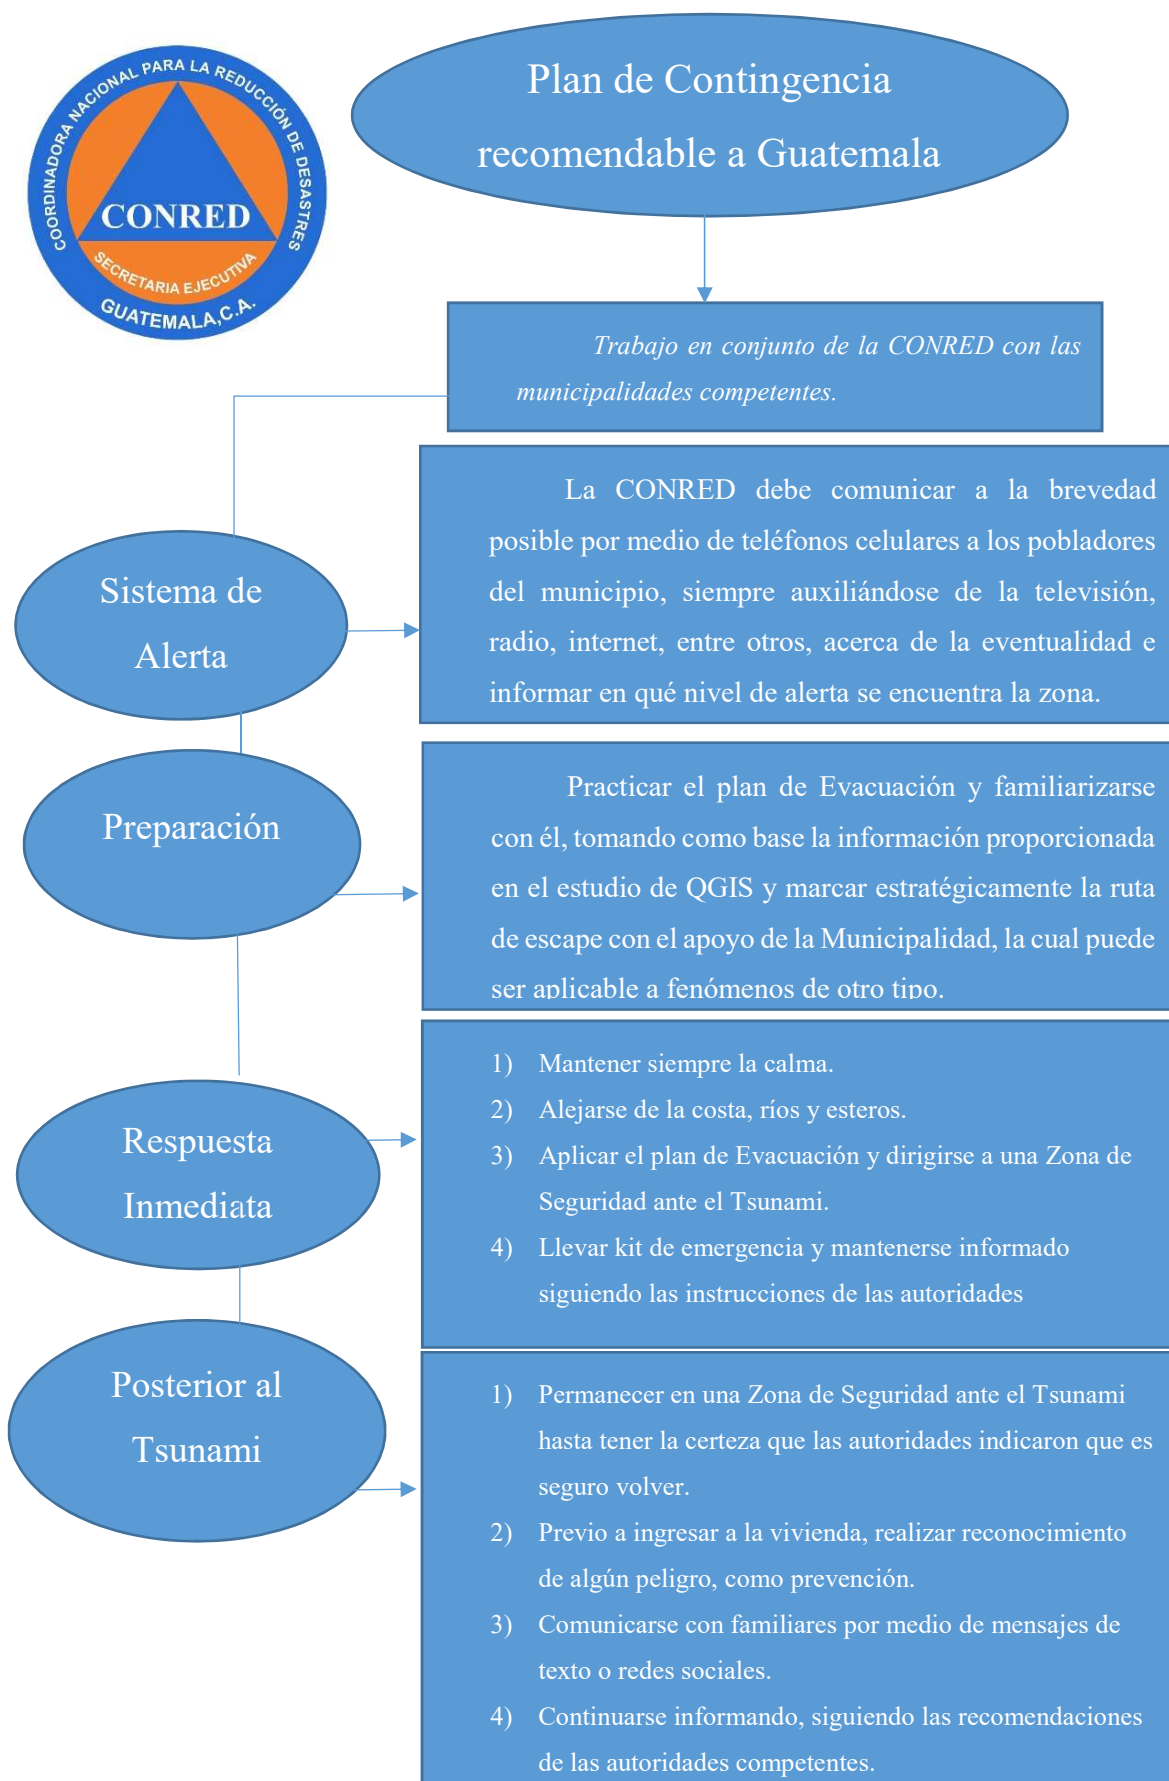 COORDINADORA NACIONAL PARA LA REDUCCIÓN DE DESASTRES
CONRED
SECRETARIA EJECUTIVA
GUATEMALA,C.A.
Plan de Contingencia
recomendable a Guatemala
Trabajo en conjunto de la CONRED con las
municipalidades competentes.
Sistema de
Alerta
La CONRED debe comunicar a la brevedad
posible por medio de teléfonos celulares a los pobladores
del municipio, siempre auxiliándose de la televisión,
radio, internet, entre otros, acerca de la eventualidad e
informar en qué nivel de alerta se encuentra la zona.
Preparación
Practicar el plan de Evacuación y familiarizarse
con él, tomando como base la información proporcionada
en el estudio de QGIS y marcar estratégicamente la ruta
de escape con el apoyo de la Municipalidad, la cual puede
ser aplicable a fenómenos de otro tipo.
Respuesta
Inmediata
1) Mantener siempre la calma.
2) Alejarse de la costa, ríos y esteros.
3) Aplicar el plan de Evacuación y dirigirse a una Zona de
Seguridad ante el Tsunami.
4) Llevar kit de emergencia y mantenerse informado
siguiendo las instrucciones de las autoridades
Posterior al
Tsunami
1) Permanecer en una Zona de Seguridad ante el Tsunami
hasta tener la certeza que las autoridades indicaron que es
seguro volver.
2) Previo a ingresar a la vivienda, realizar reconocimiento
de algún peligro, como prevención.
3) Comunicarse con familiares por medio de mensajes de
texto o redes sociales.
4) Continuarse informando, siguiendo las recomendaciones
de las autoridades competentes.